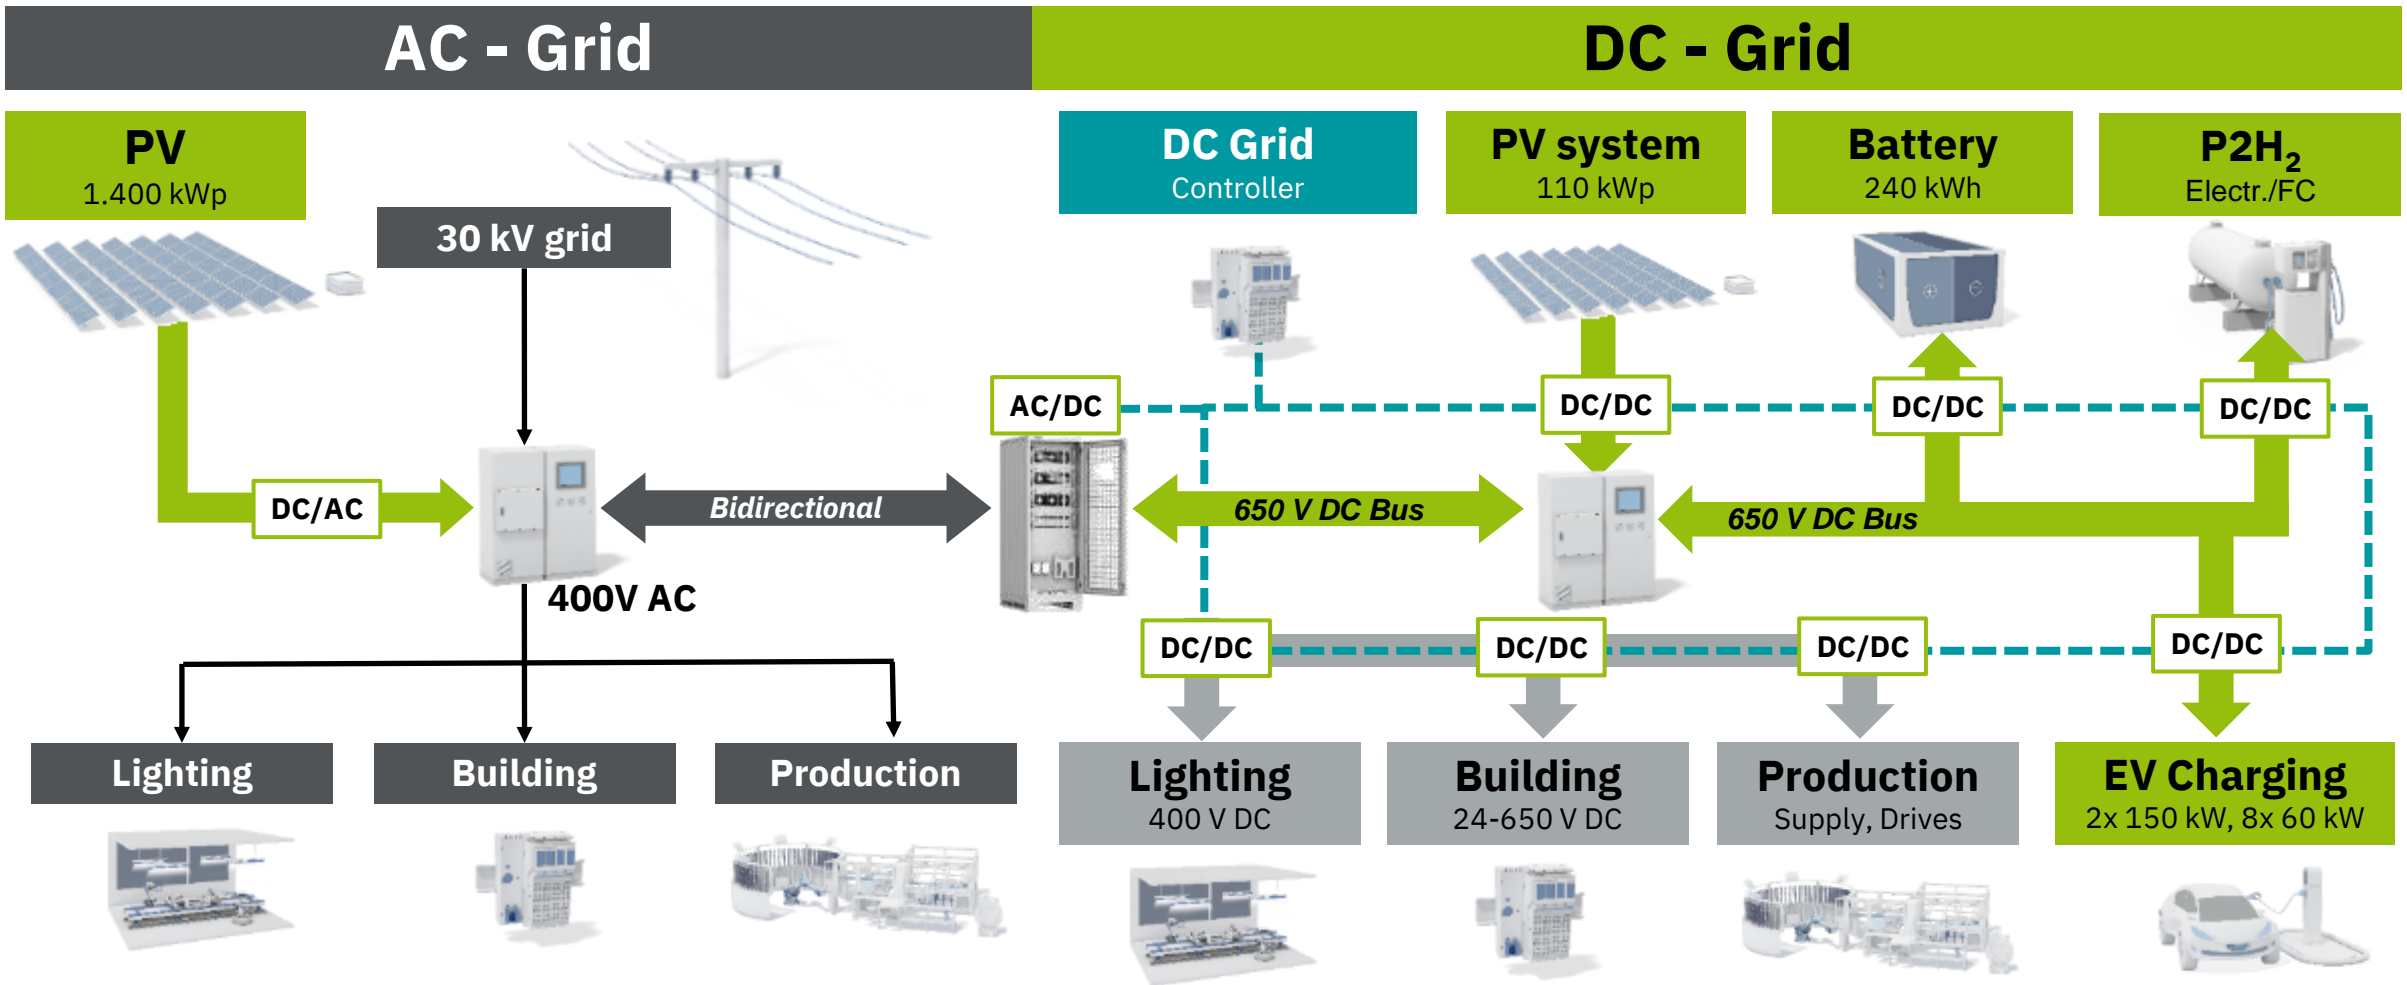 AC - Grid
DC - Grid
PV
1.400 kWp
30 kV grid
DC Grid
Controller
PV system
110 kWp
Battery
240 kWh
P2H₂
Electr./FC
AC/DC
DC/DC
DC/DC
DC/DC
DC/AC
Bidirectional
650 V DC Bus
650 V DC Bus
400V AC
DC/DC
DC/DC
DC/DC
DC/DC
Lighting
Building
Production
Lighting
400 V DC
Building
24-650 V DC
Production
Supply, Drives
EV Charging
2x 150 kW, 8x 60 kW